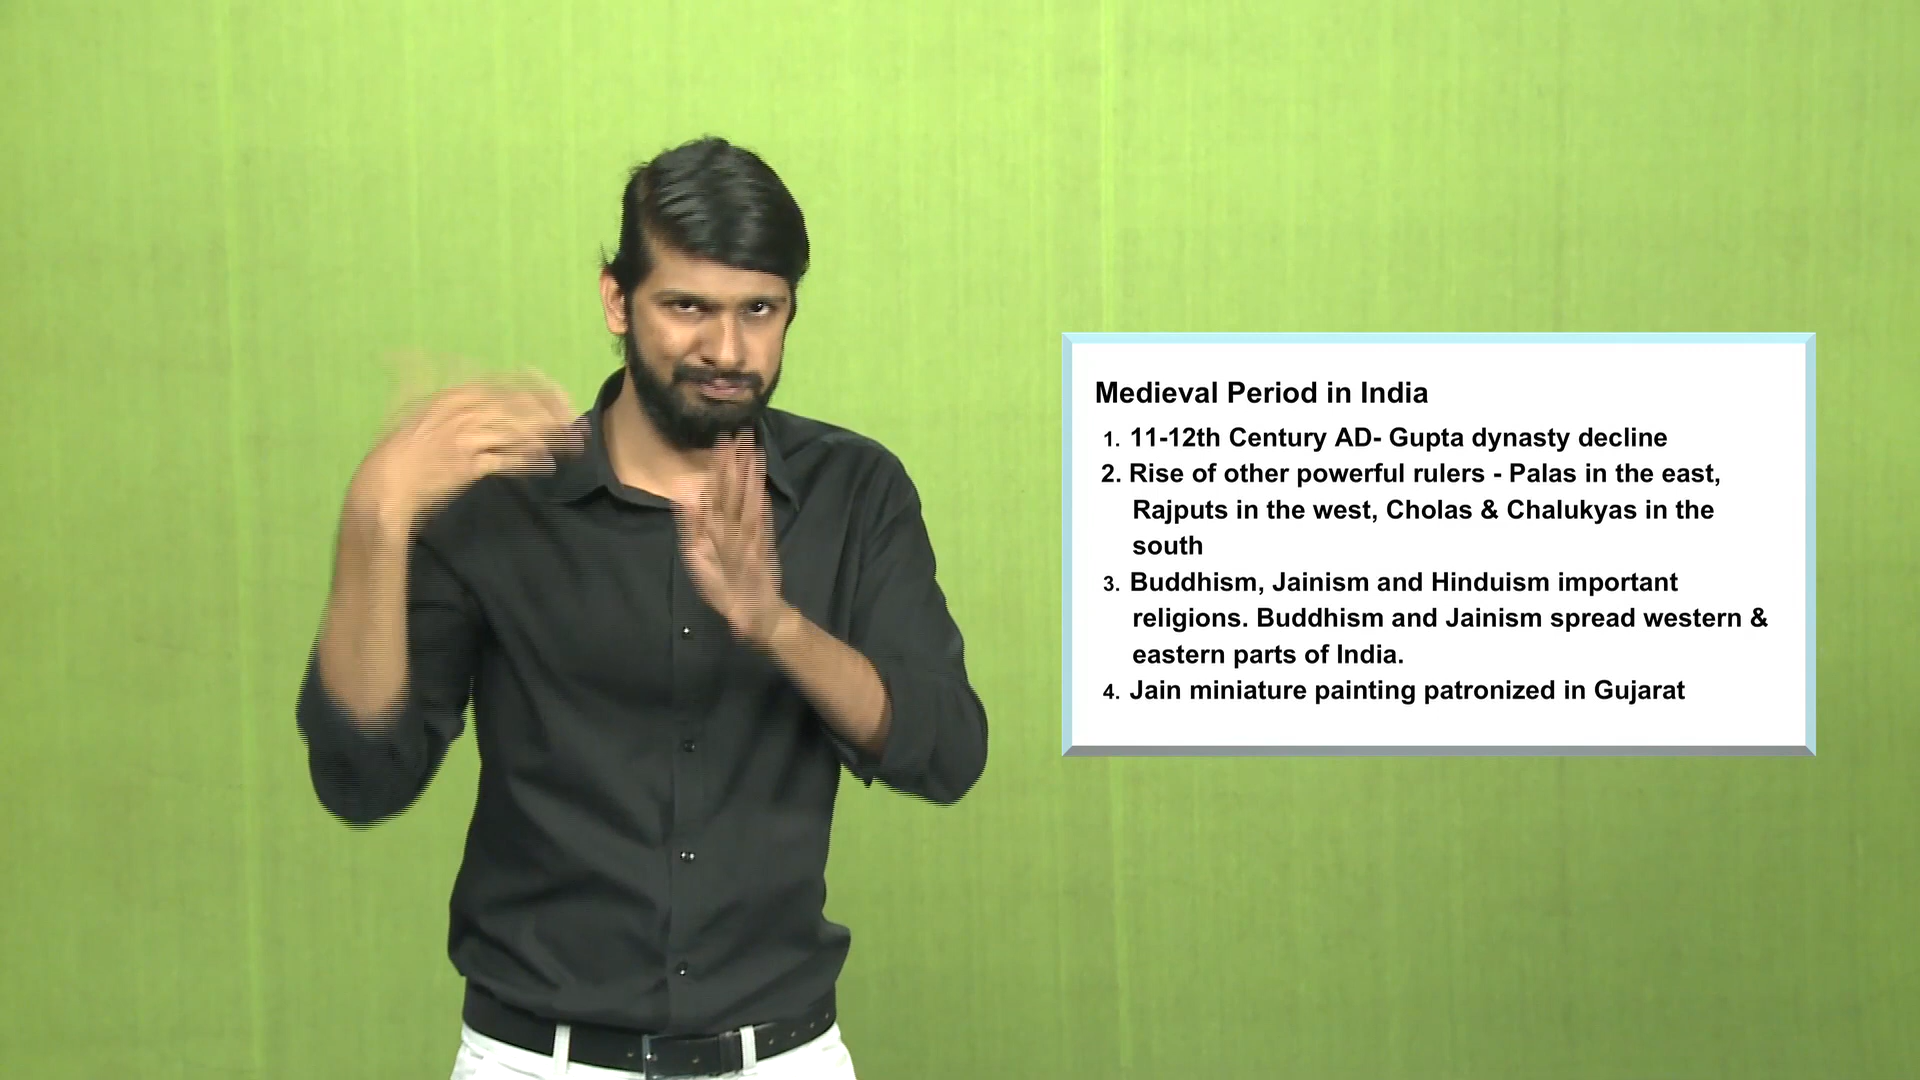 Medieval Period in India
1. 11-12th Century AD- Gupta dynasty decline
2. Rise of other powerful rulers - Palas in the east,
Rajputs in the west, Cholas & Chalukyas in the
south
3. Buddhism, Jainism and Hinduism important
religions. Buddhism and Jainism spread western &
eastern parts of India.
4. Jain miniature painting patronized in Gujarat